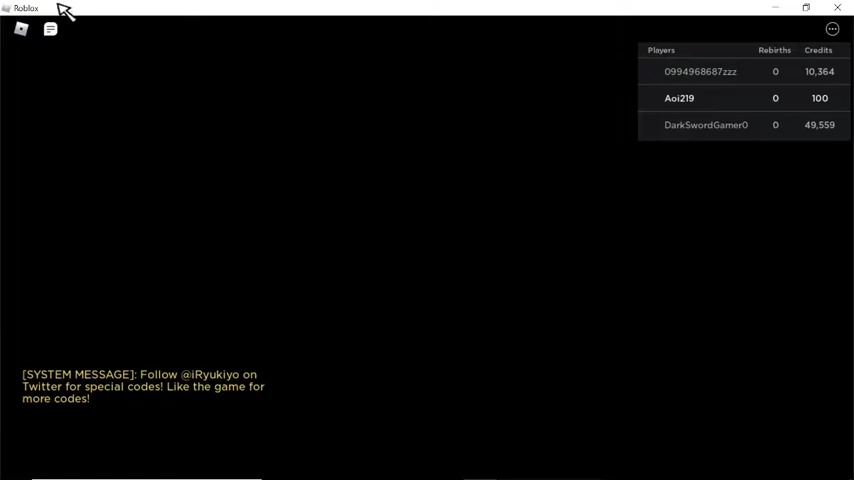 Roblox
Players Rebirths Credits
0994968687zzz 0 10,364
Aoi219 0 100
DarkSwordGamer0 0 49,559
[SYSTEM MESSAGE]: Follow @iRyukiyo on
Twitter for special codes! Like the game for
more codes!